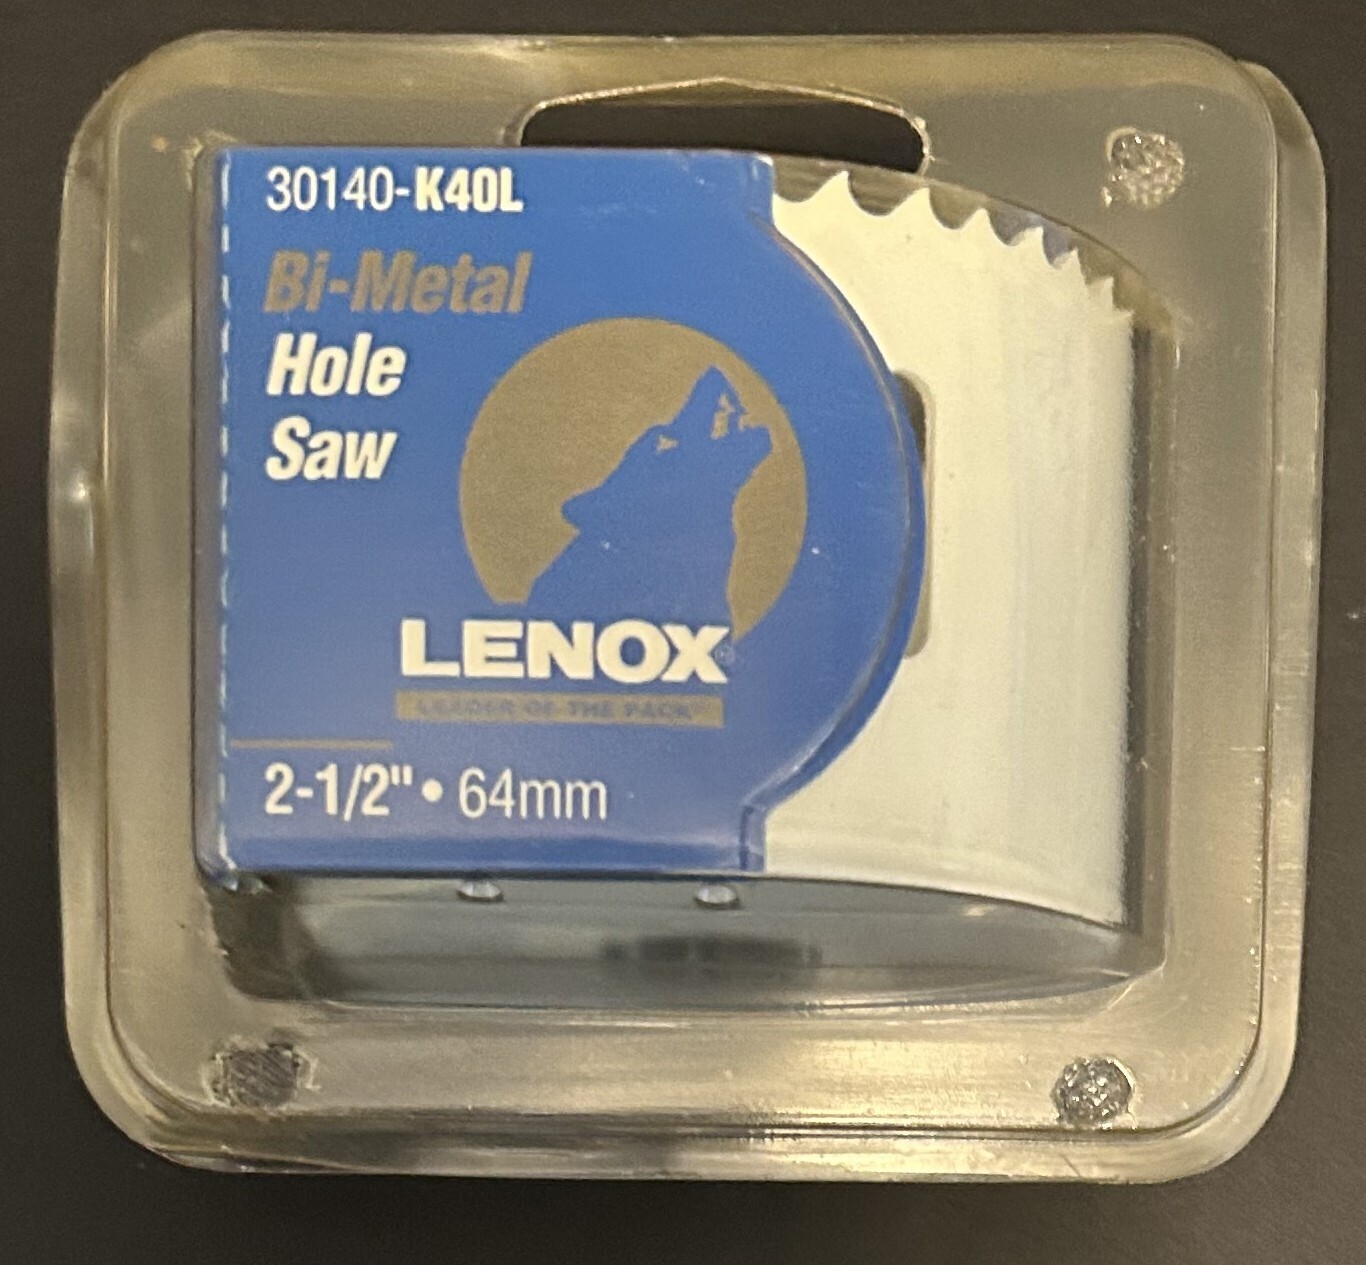 30140-K40L
Bi-Metal
Hole
Saw
LENOX®
LEADER OF THE PACK®
2-1/2" • 64mm